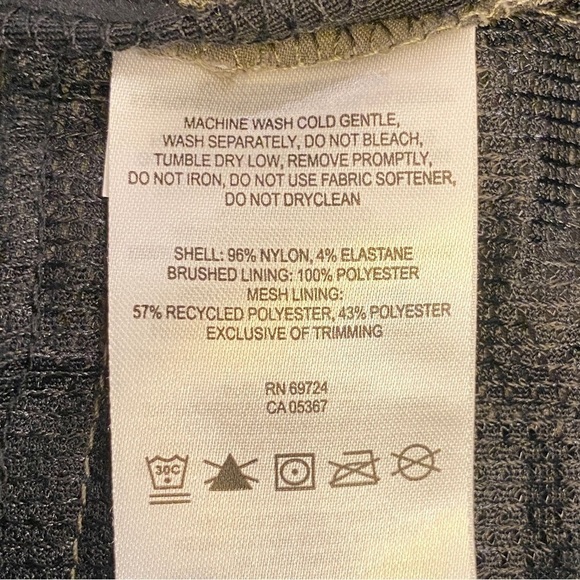 MACHINE WASH COLD GENTLE,
WASH SEPARATELY, DO NOT BLEACH,
TUMBLE DRY LOW, REMOVE PROMPTLY,
DO NOT IRON, DO NOT USE FABRIC SOFTENER,
DO NOT DRYCLEAN
SHELL: 96% NYLON, 4% ELASTANE
BRUSHED LINING: 100% POLYESTER
MESH LINING:
57% RECYCLED POLYESTER, 43% POLYESTER
EXCLUSIVE OF TRIMMING
RN 69724
CA 05367
30C